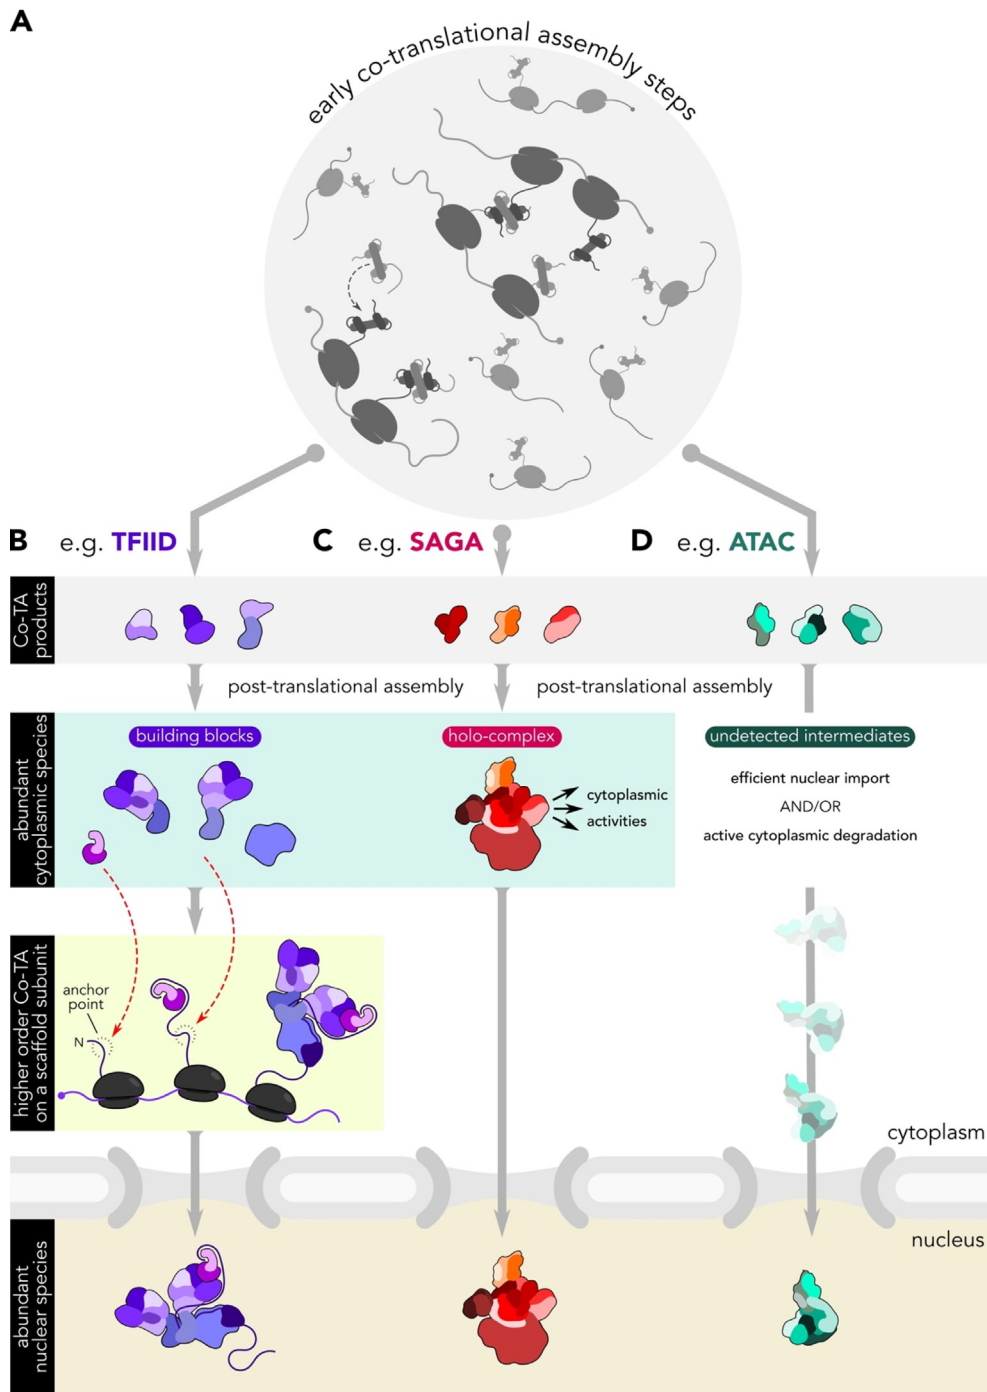 A
early co-translational assembly steps
B e.g. TFIID
C e.g. SAGA
D e.g. ATAC
Co-TA
products
post-translational assembly
post-translational assembly
abundant
cytoplasmic species
building blocks
holo-complex
undetected intermediates
cytoplasmic
activities
efficient nuclear import
AND/OR
active cytoplasmic degradation
higher order Co-TA
on a scaffold subunit
anchor
point
N
cytoplasm
nucleus
abundant
nuclear species